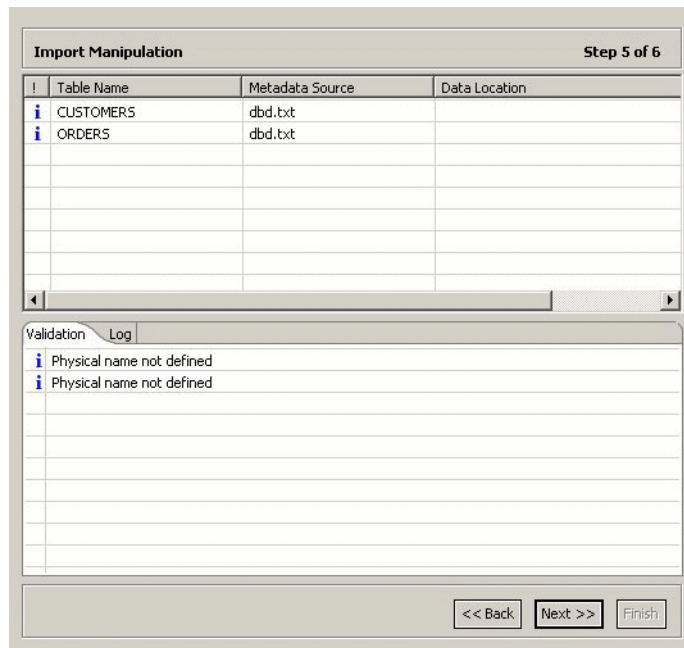 Import Manipulation Step 5 of 6
! Table Name Metadata Source Data Location
i CUSTOMERS dbd.txt
i ORDERS dbd.txt
Validation Log
i Physical name not defined
i Physical name not defined
<< Back Next >> Finish